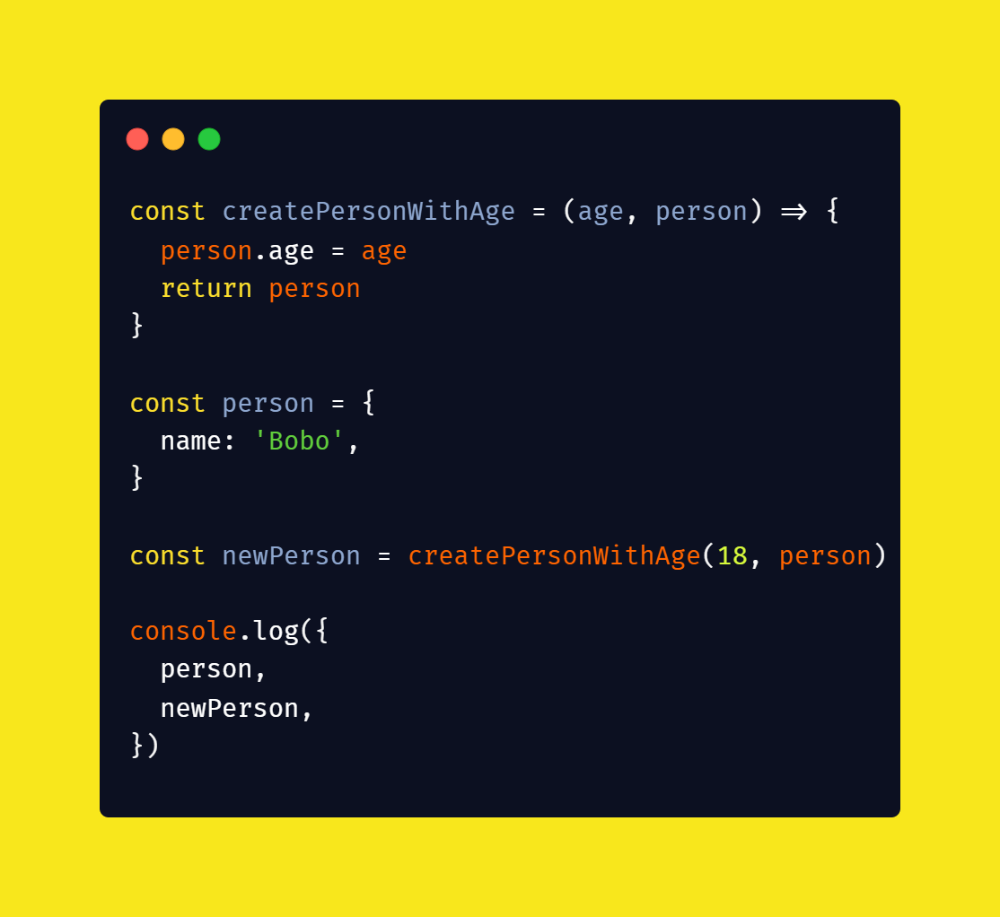 const createPersonWithAge = (age, person) => {
  person.age = age
  return person
}

const person = {
  name: 'Bobo',
}

const newPerson = createPersonWithAge(18, person)

console.log({
  person,
  newPerson,
})